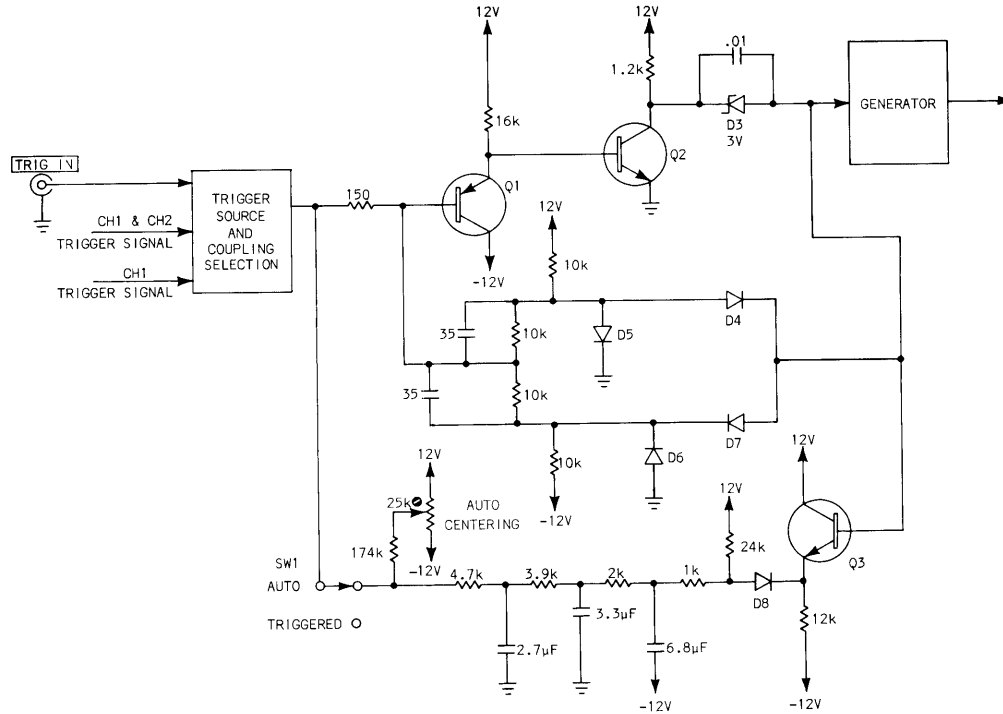 12V
12V
.01
1.2k
GENERATOR
D3
3V
16k
Q2
TRIG IN
Q1
150
TRIGGER
SOURCE
AND
COUPLING
SELECTION
CH1 & CH2
TRIGGER SIGNAL
12V
-12V
10k
CH1
TRIGGER SIGNAL
D4
35
10k
D5
35
10k
D7
10k
D6
12V
12V
25k
AUTO
CENTERING
-12V
12V
174k
-12V
24k
Q3
SW1
AUTO
4.7k
3.9k
2k
1k
D8
3.3µF
12k
TRIGGERED
2.7µF
6.8µF
-12V
-12V